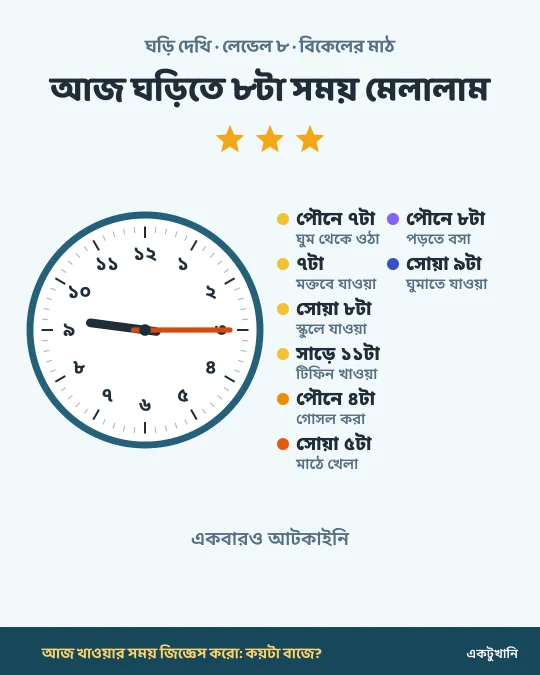 ঘড়ি দেখি · লেভেল ৮ · বিকেলের মাঠ
আজ ঘড়িতে ৮টা সময় মেলালাম
১২
১
২
৪
৫
৬
৭
৮
৯
১০
১১
পৌনে ৭টা
ঘুম থেকে ওঠা
৭টা
মক্তবে যাওয়া
সোয়া ৮টা
স্কুলে যাওয়া
সাড়ে ১১টা
টিফিন খাওয়া
পৌনে ৪টা
গোসল করা
সোয়া ৫টা
মাঠে খেলা
পৌনে ৮টা
পড়তে বসা
সোয়া ৯টা
ঘুমাতে যাওয়া
একবারও আটকাইনি
আজ খাওয়ার সময় জিজ্ঞেস করো: কয়টা বাজে?
একটুখানি